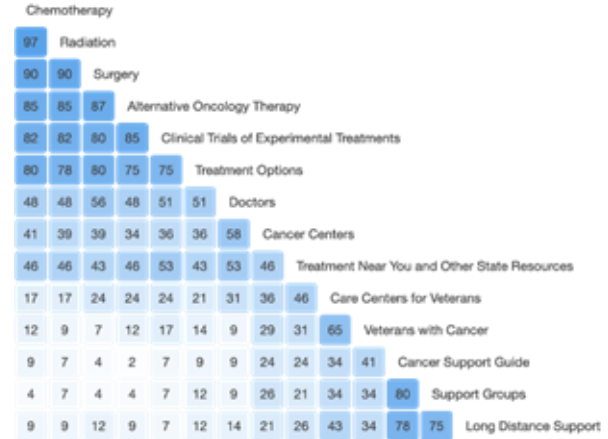 Chemotherapy
97 Radiation
90 90 Surgery
85 85 87 Alternative Oncology Therapy
82 82 80 85 Clinical Trials of Experimental Treatments
80 78 80 75 75 Treatment Options
48 48 56 48 51 51 Doctors
41 39 39 34 36 36 58 Cancer Centers
46 46 43 46 53 43 53 46 Treatment Near You and Other State Resources
17 17 24 24 24 21 31 36 46 Care Centers for Veterans
12 9 7 12 17 14 9 29 31 65 Veterans with Cancer
9 7 4 2 7 9 9 24 24 34 41 Cancer Support Guide
4 7 4 4 7 12 9 26 21 34 34 80 Support Groups
9 9 12 9 7 12 14 21 26 43 34 78 75 Long Distance Support